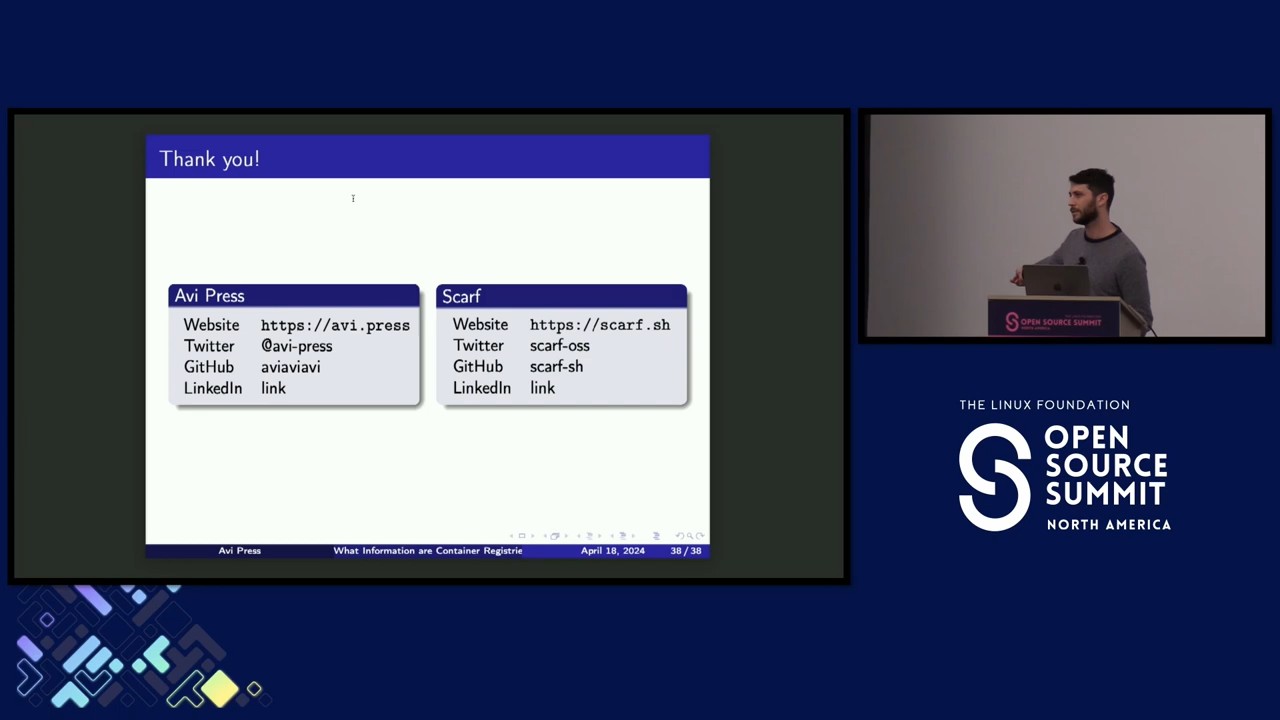 Thank you!
Avi Press
Website https://avi.press
Twitter @avi-press
GitHub aviaviavi
LinkedIn link
Scarf
Website https://scarf.sh
Twitter scarf-oss
GitHub scarf-sh
LinkedIn link
Avi Press What Information are Container Registrie April 18, 2024 38 / 38
OPEN SOURCE SUMMIT
THE LINUX FOUNDATION
OPEN
SOURCE
SUMMIT
NORTH AMERICA